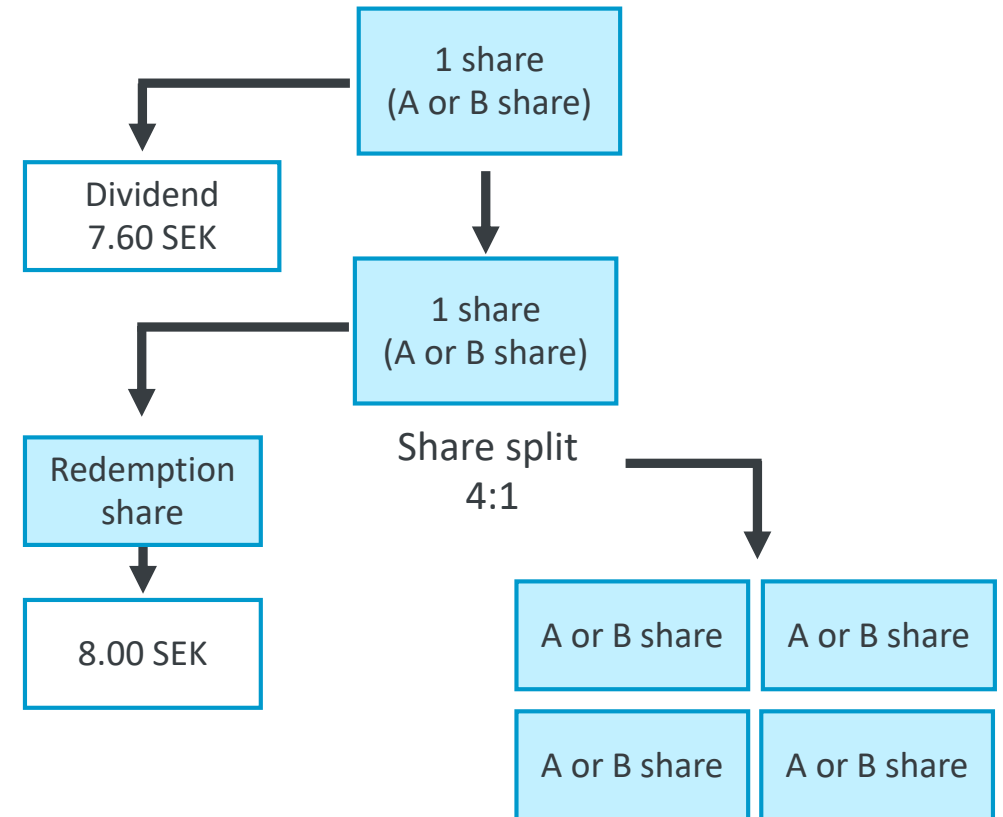 1 share
(A or B share)
Dividend
7.60 SEK
1 share
(A or B share)
Redemption
share
Share split
4:1
8.00 SEK
A or B share
A or B share
A or B share
A or B share